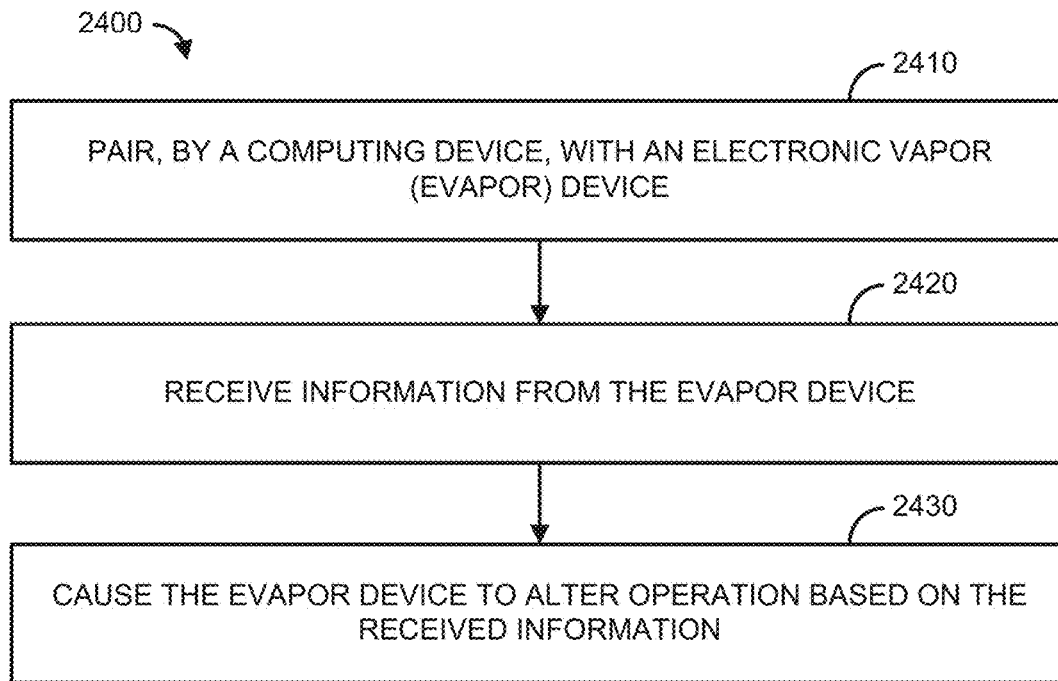 2400
2410
PAIR, BY A COMPUTING DEVICE, WITH AN ELECTRONIC VAPOR
(EVAPOR) DEVICE
2420
RECEIVE INFORMATION FROM THE EVAPOR DEVICE
2430
CAUSE THE EVAPOR DEVICE TO ALTER OPERATION BASED ON THE
RECEIVED INFORMATION